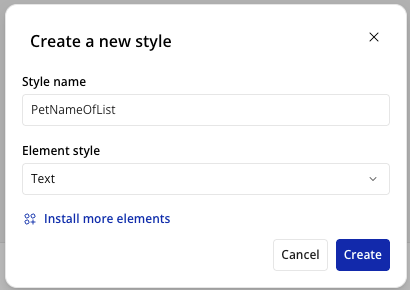 Create a new style
Style name
PetNameOfList
Element style
Text
Install more elements
Cancel
Create